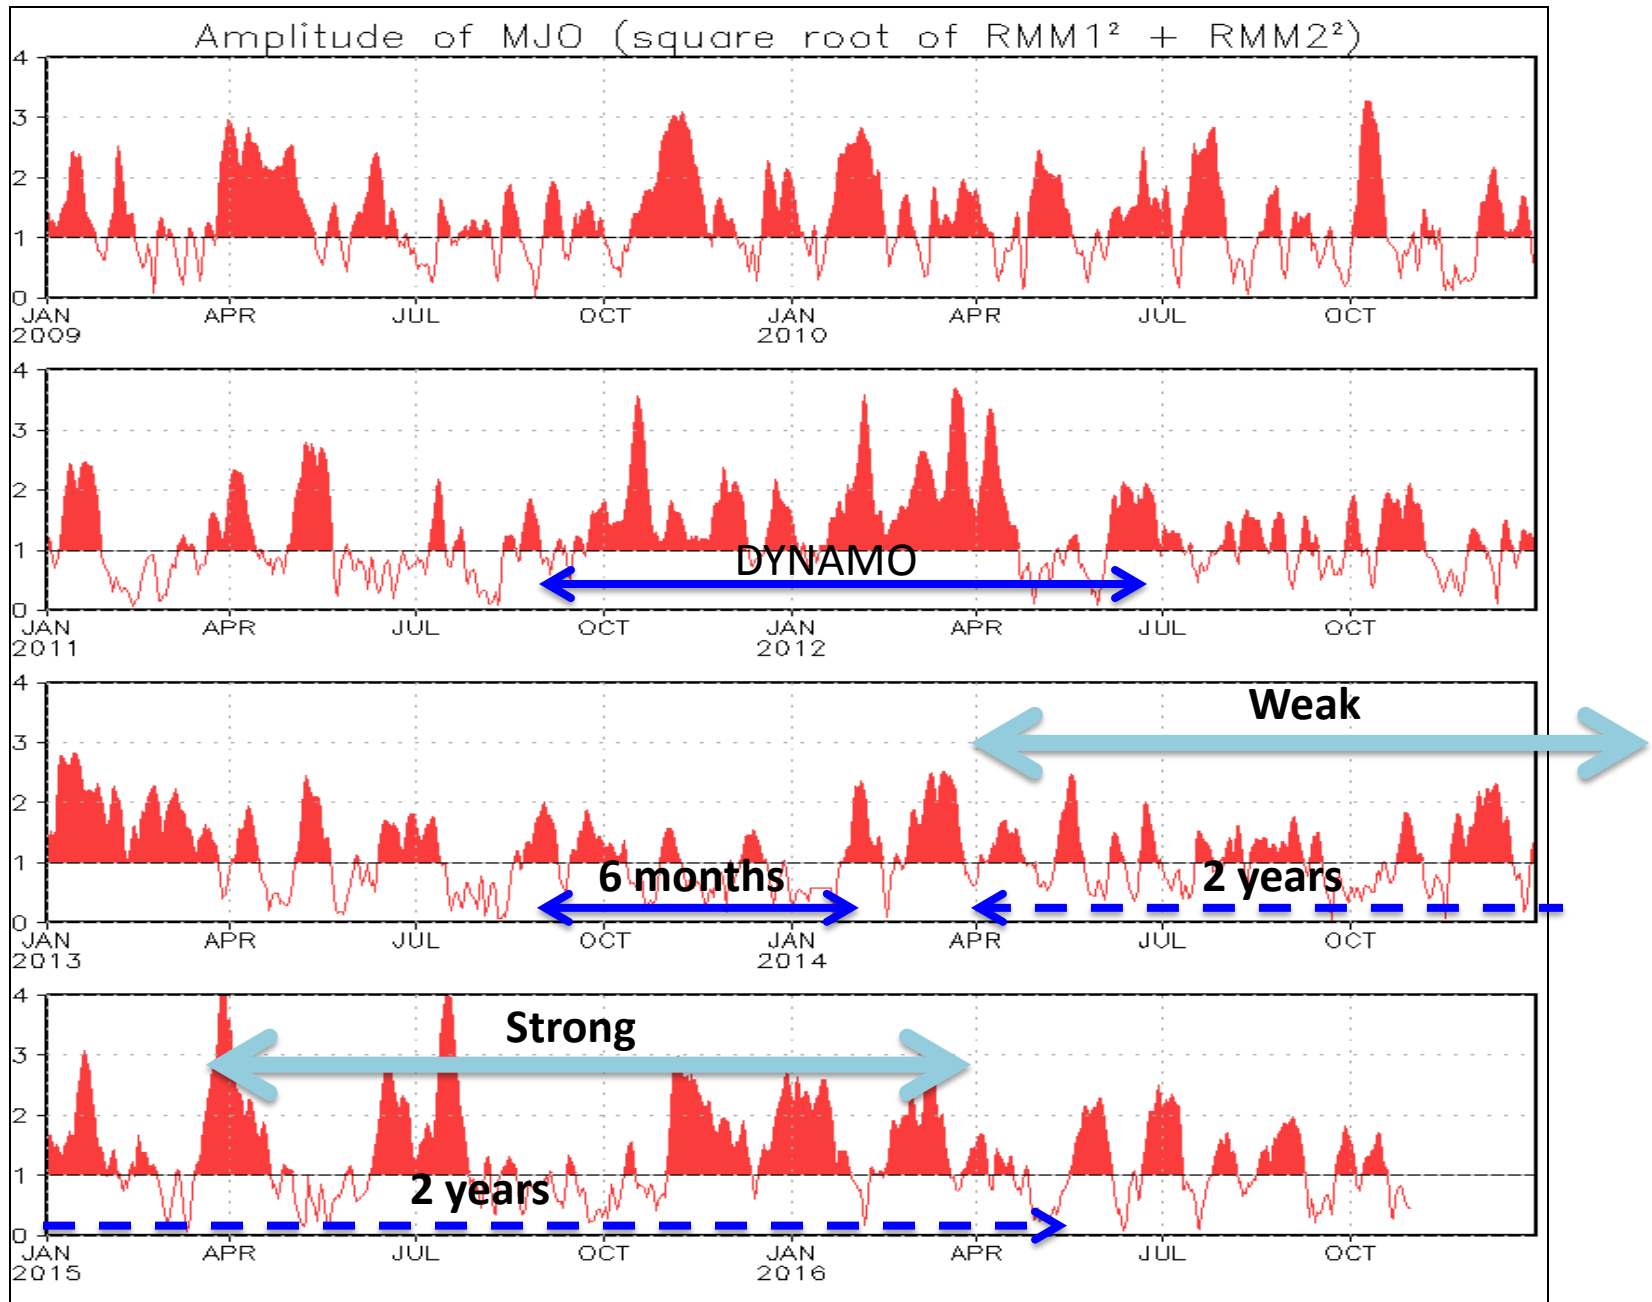 Amplitude of MJO (square root of RMM1² + RMM2²)
4
3
2
1
0
JAN APR JUL OCT JAN APR JUL OCT
2009 2010
4
3
2
1
0
DYNAMO
JAN APR JUL OCT JAN APR JUL OCT
2011 2012
4
3
2
1
0
Weak
6 months 2 years
JAN APR JUL OCT JAN APR JUL OCT
2013 2014
4
3
2
1
0
Strong
2 years
JAN APR JUL OCT JAN APR JUL OCT
2015 2016